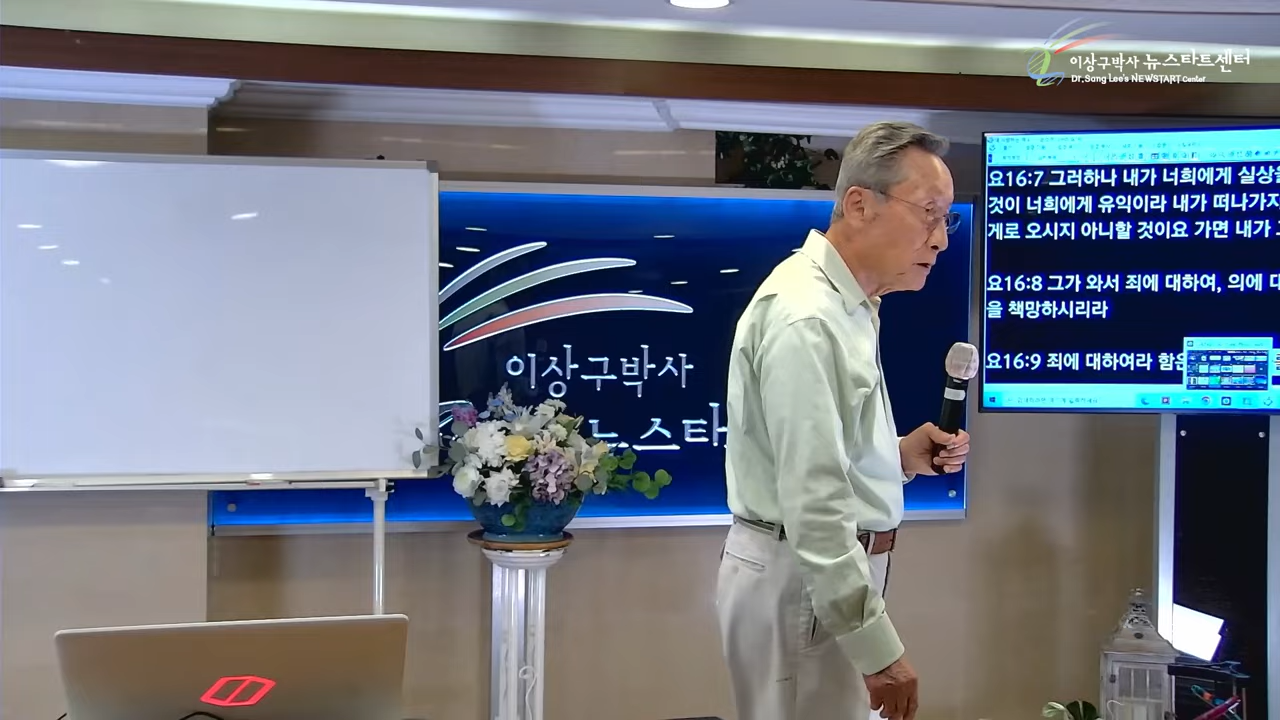 이상구박사 뉴스타트센터
Dr. Sang Lee's NEWSTART Center
요16:7 그러하나 내가 너희에게 실상을
것이 너희에게 유익이라 내가 떠나가지
게로 오시지 아니할 것이요 가면 내가
요16:8 그가 와서 죄에 대하여, 의에 대
을 책망하시리라
요16:9 죄에 대하여라 함은
이상구박사
뉴스타